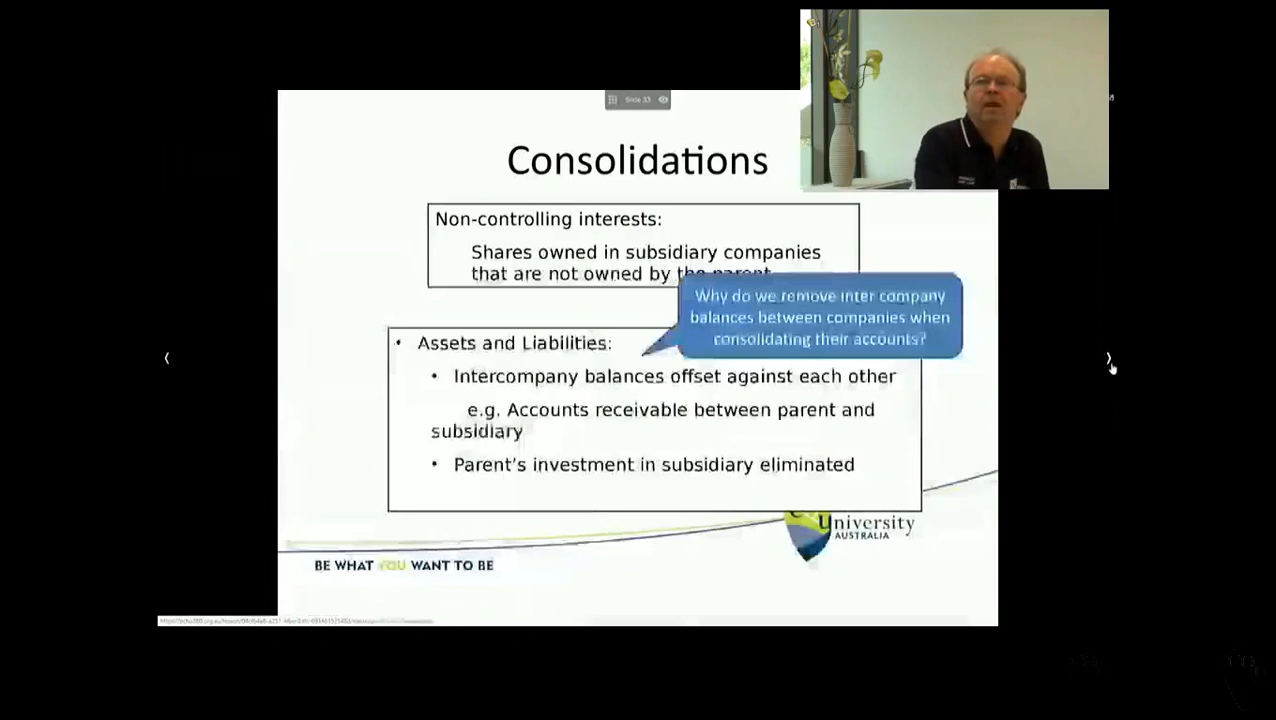 Slide 33
Consolidations
Non-controlling interests:
Shares owned in subsidiary companies
that are not owned by the parent
Why do we remove inter company
balances between companies when
consolidating their accounts?
• Assets and Liabilities:
• Intercompany balances offset against each other
e.g. Accounts receivable between parent and
subsidiary
• Parent's investment in subsidiary eliminated
University
AUSTRALIA
BE WHAT YOU WANT TO BE